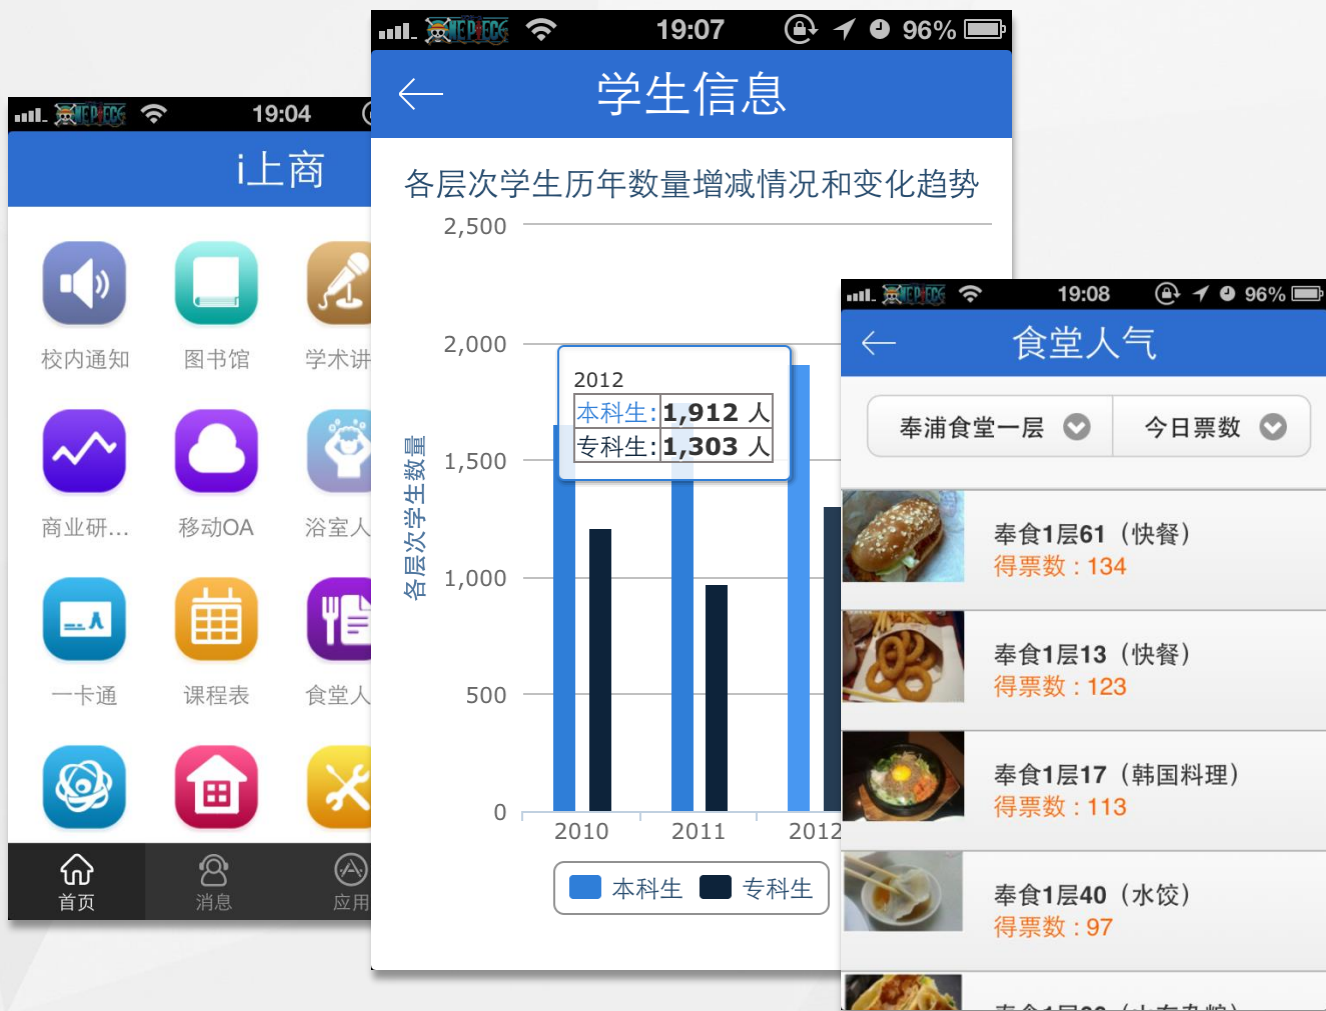 19:04
i上商
校内通知
图书馆
学术讲
商业研...
移动OA
浴室人
一卡通
课程表
食堂人
首页
消息
应用
ONE PIECE
19:07
96%
学生信息
各层次学生历年数量增减情况和变化趋势
各层次学生数量
2,500
2,000
1,500
1,000
500
0
2012
本科生: 1,912 人
专科生: 1,303 人
2010
2011
2012
本科生
专科生
19:08
96%
食堂人气
奉浦食堂一层
今日票数
奉食1层61（快餐）
得票数 : 134
奉食1层13（快餐）
得票数 : 123
奉食1层17（韩国料理）
得票数 : 113
奉食1层40（水饺）
得票数 : 97